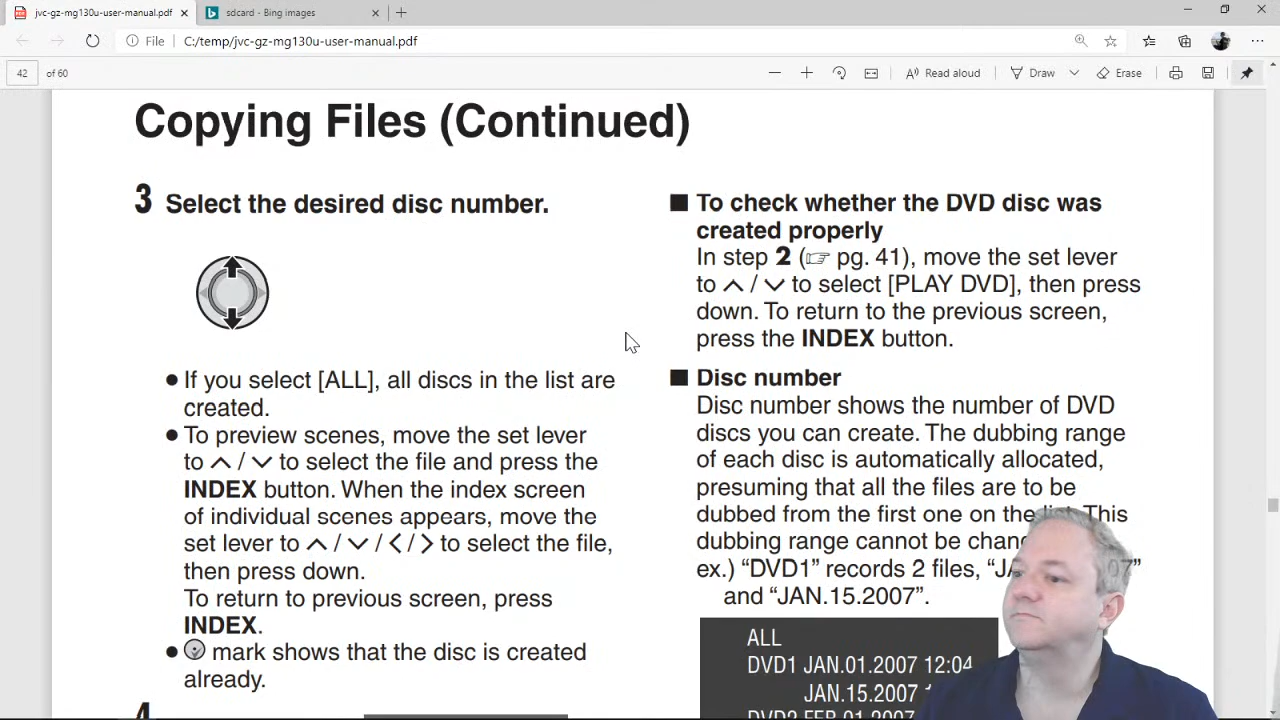 jvc-gz-mg130u-user-manual.pdf
sdcard - Bing images
File
C:/temp/jvc-gz-mg130u-user-manual.pdf
42 of 60
Read aloud
Draw
Erase
Copying Files (Continued)
3 Select the desired disc number.
● If you select [ALL], all discs in the list are
created.
● To preview scenes, move the set lever
to ∧ / ∨ to select the file and press the
INDEX button. When the index screen
of individual scenes appears, move the
set lever to ∧ / ∨ / < / > to select the file,
then press down.
To return to previous screen, press
INDEX.
● mark shows that the disc is created
already.
4
■ To check whether the DVD disc was
created properly
In step 2 (☞ pg. 41), move the set lever
to ∧ / ∨ to select [PLAY DVD], then press
down. To return to the previous screen,
press the INDEX button.
■ Disc number
Disc number shows the number of DVD
discs you can create. The dubbing range
of each disc is automatically allocated,
presuming that all the files are to be
dubbed from the first one on the list. This
dubbing range cannot be
ex.) “DVD1” records 2 files,
and “JAN.15.2007”.
ALL
DVD1 JAN.01.2007 12:04
JAN.15.2007
DVD2 FEB.01.2007